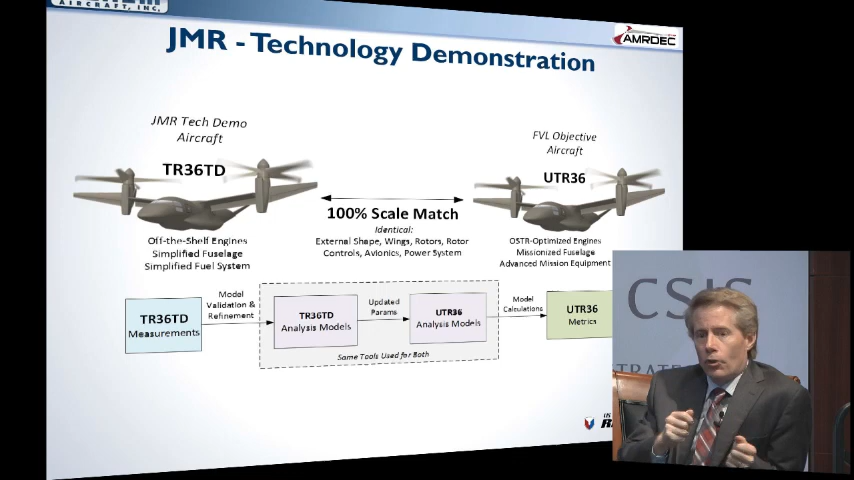 AIRCRAFT, INC.
JMR - Technology Demonstration
AMRDEC
JMR Tech Demo
Aircraft
TR36TD
FVL Objective
Aircraft
UTR36
100% Scale Match
Identical:
External Shape, Wings, Rotors, Rotor
Controls, Avionics, Power System
Off-the-Shelf Engines
Simplified Fuselage
Simplified Fuel System
OSTR-Optimized Engines
Missionized Fuselage
Advanced Mission Equipment
TR36TD
Measurements
Model
Validation &
Refinement
TR36TD
Analysis Models
Updated
Params
UTR36
Analysis Models
Model
Calculations
UTR36
Metrics
Same Tools Used for Both
CSIS